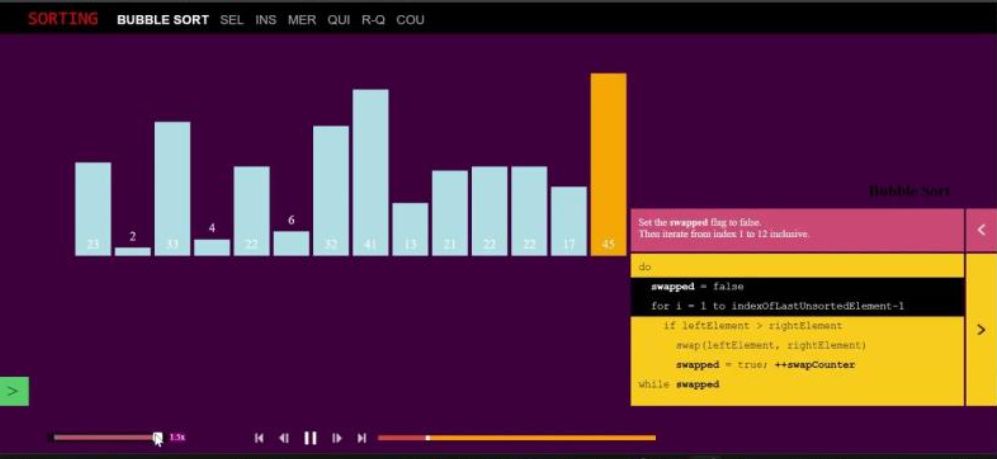 SORTING BUBBLE SORT SEL INS MER QUI R-Q COU
23 2 33 4 22 6 32 41 13 21 22 22 17 45
Bubble Sort
Set the swapped flag to false.
Then iterate from index 1 to 12 inclusive.
do
swapped = false
for i = 1 to indexOfLastUnsortedElement-1
if leftElement > rightElement
swap(leftElement, rightElement)
swapped = true; ++swapCounter
while swapped
1.5x